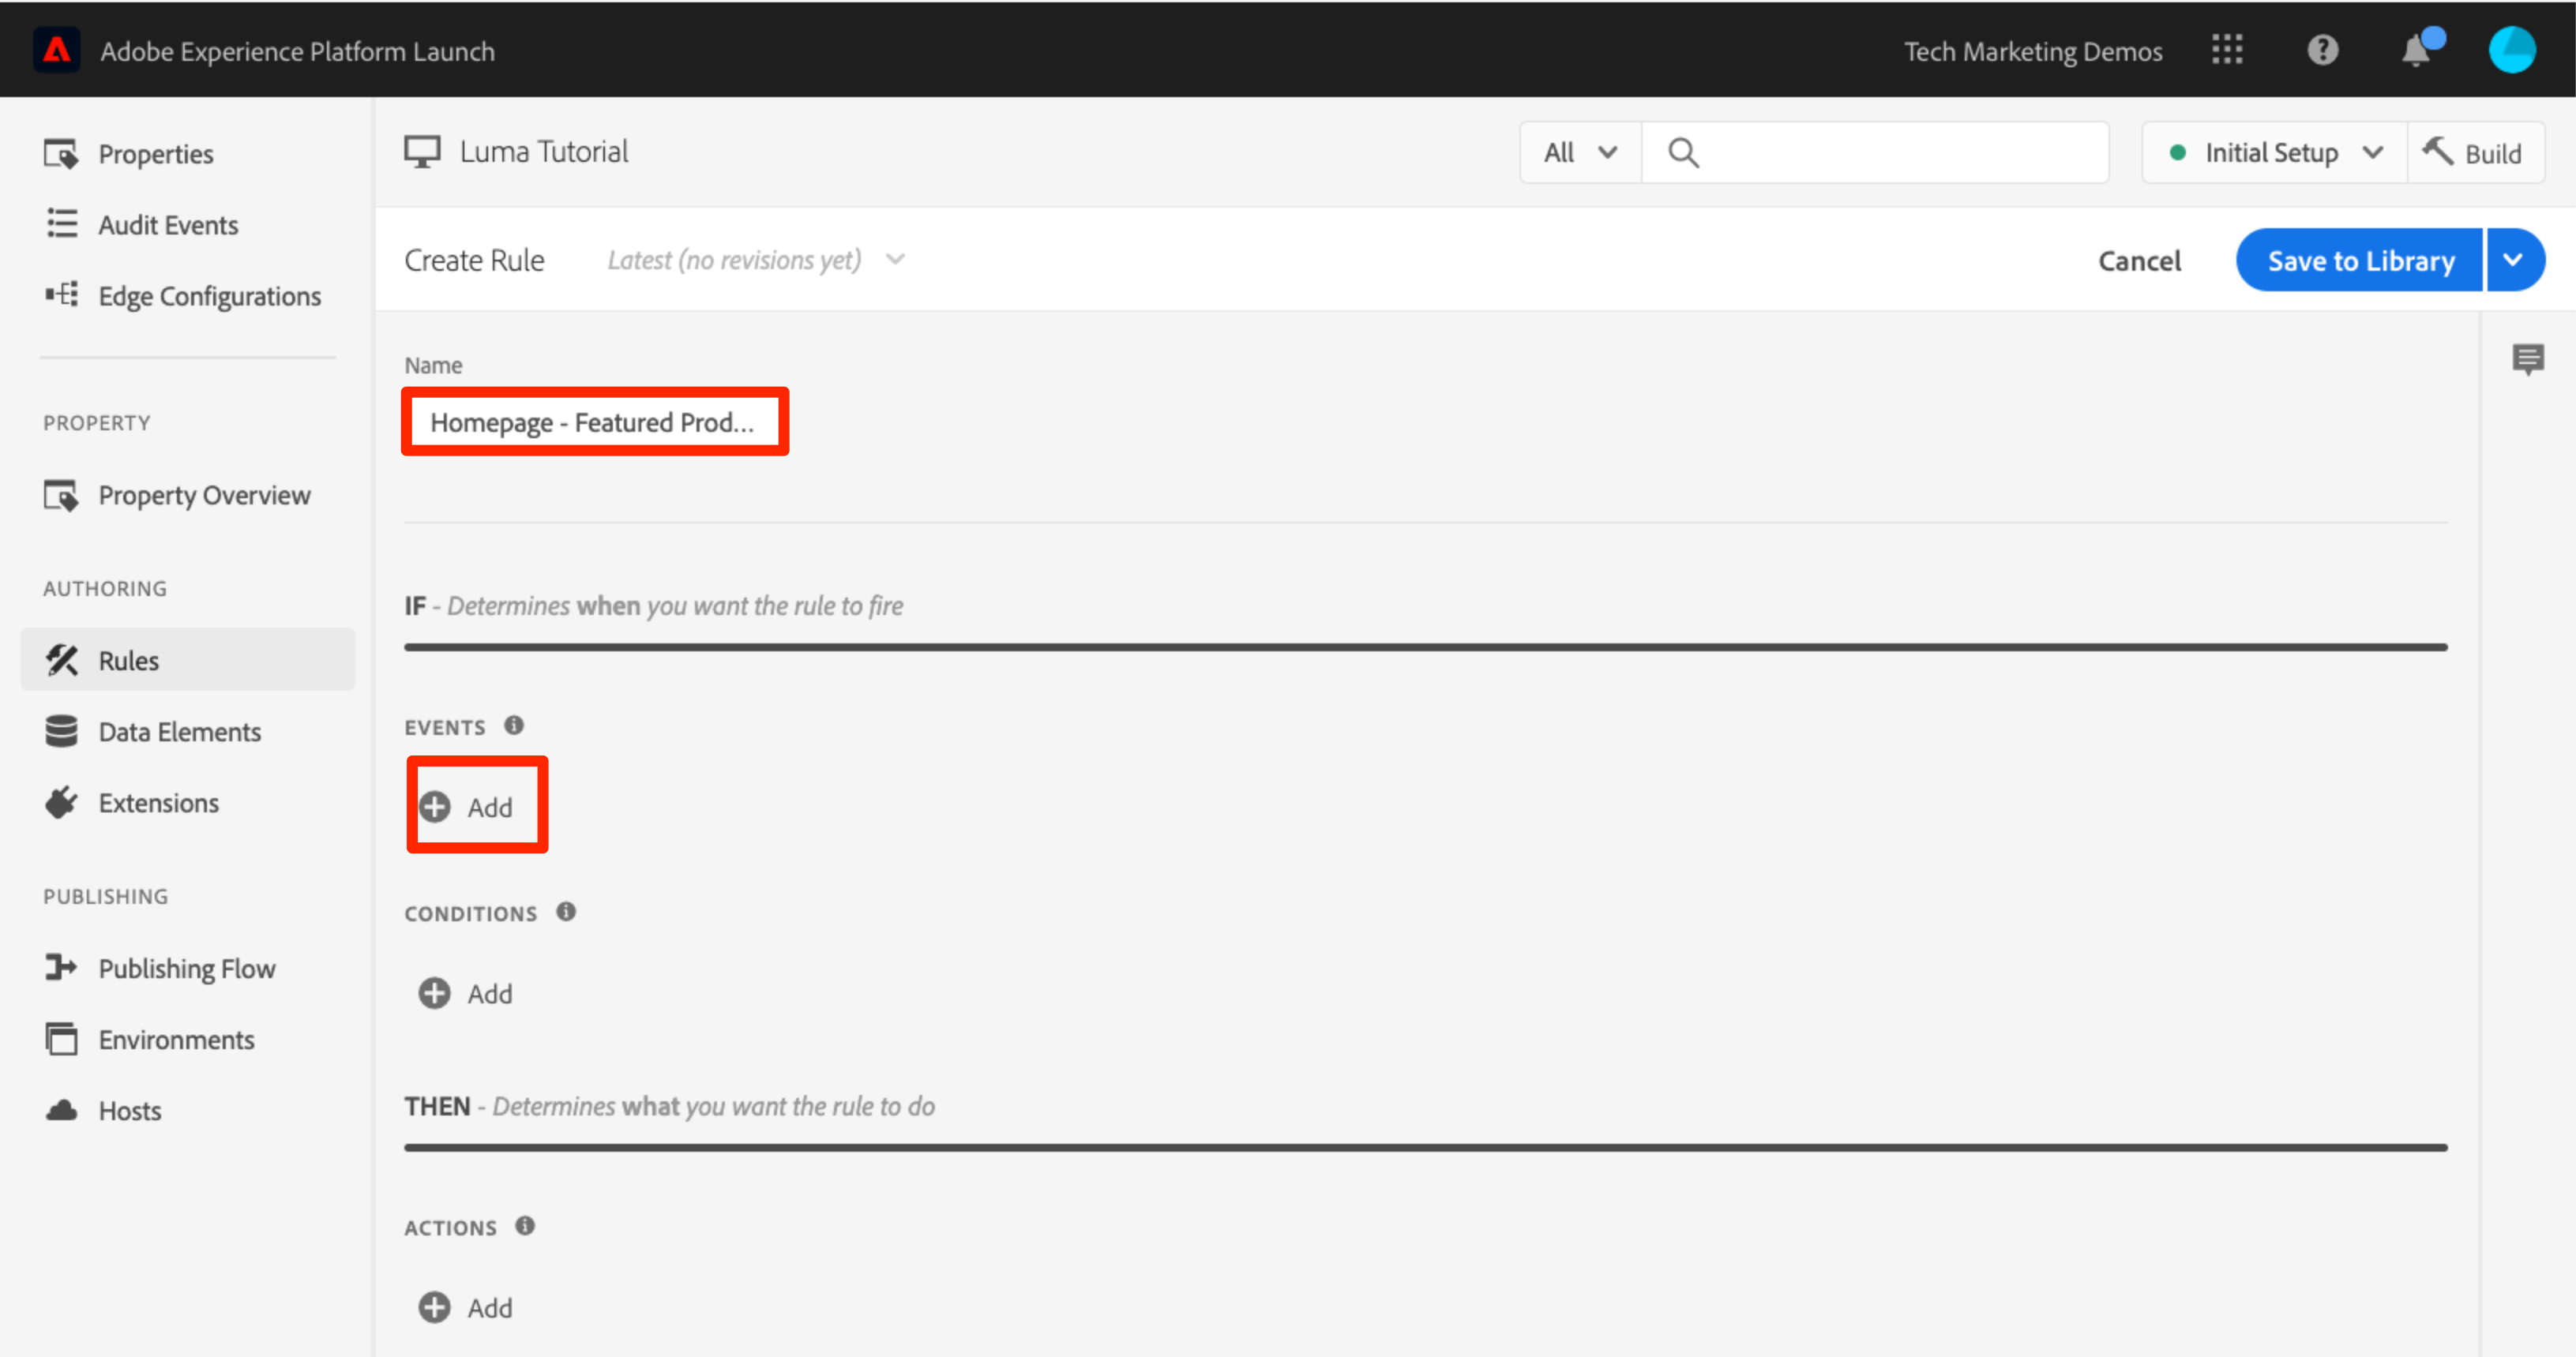 Adobe Experience Platform Launch
Tech Marketing Demos
Properties
Audit Events
Edge Configurations
PROPERTY
Property Overview
AUTHORING
Rules
Data Elements
Extensions
PUBLISHING
Publishing Flow
Environments
Hosts
Luma Tutorial
All
Initial Setup
Build
Create Rule
Latest (no revisions yet)
Cancel
Save to Library
Name
Homepage - Featured Prod...
IF - Determines when you want the rule to fire
EVENTS
Add
CONDITIONS
Add
THEN - Determines what you want the rule to do
ACTIONS
Add